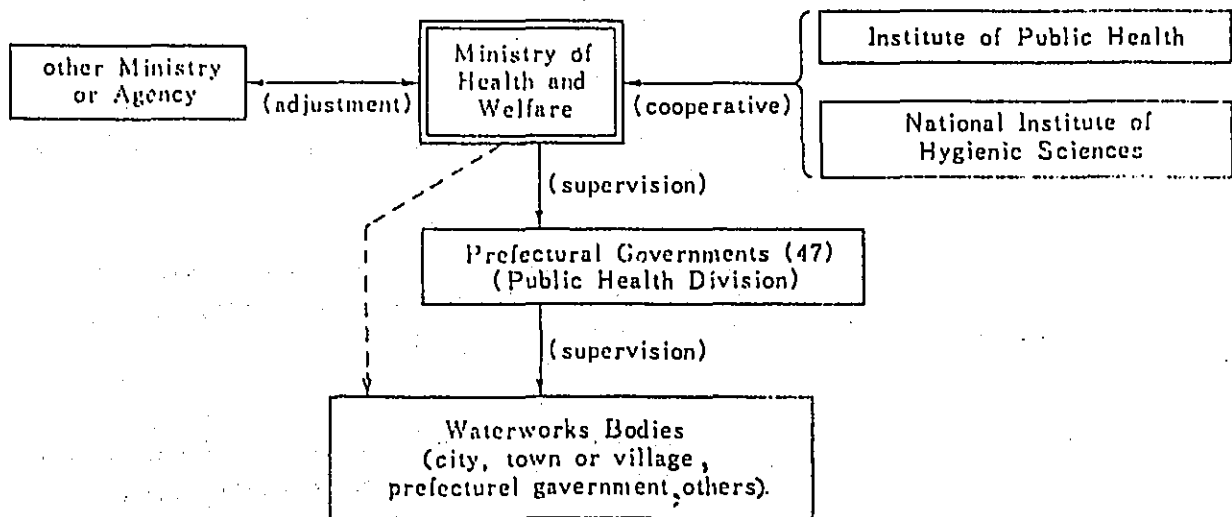 other Ministry
or Agency
(adjustment)
Ministry of
Health and
Welfare
(cooperative)
Institute of Public Health
National Institute of
Hygienic Sciences
(supervision)
Prefectural Governments (47)
(Public Health Division)
(supervision)
Waterworks Bodies
(city, town or village,
prefecturel gavernment, others).